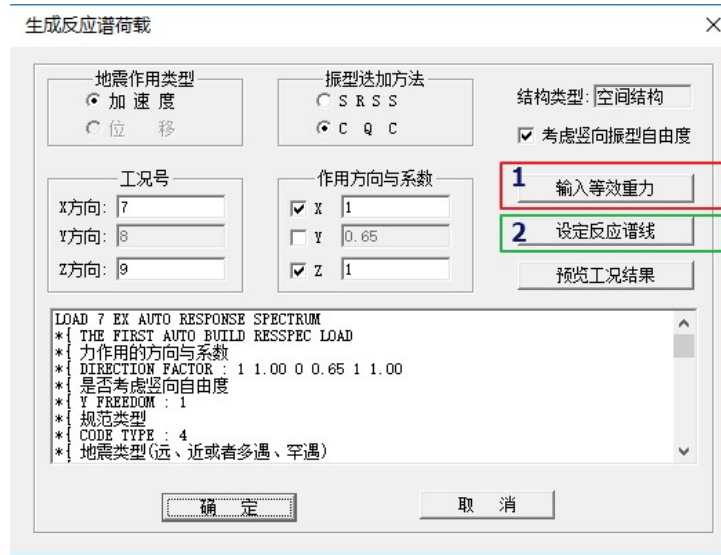 生成反应谱荷载
地震作用类型
加 速 度
位 移
振型迭加方法
S R S S
C Q C
结构类型: 空间结构
考虑竖向振型自由度
工况号
X方向: 7
Y方向: 8
Z方向: 9
作用方向与系数
X 1
Y 0.65
Z 1
1 输入等效重力
2 设定反应谱线
预览工况结果
LOAD 7 EX AUTO RESPONSE SPECTRUM
*{ THE FIRST AUTO BUILD RESSPEC LOAD
*{ 力作用的方向与系数
*{ DIRECTION FACTOR : 1 1.00 0 0.65 1 1.00
*{ 是否考虑竖向自由度
*{ Y FREEDOM : 1
*{ 规范类型
*{ CODE TYPE : 4
*{ 地震类型(远、近或者多遇、罕遇)
确 定
取 消